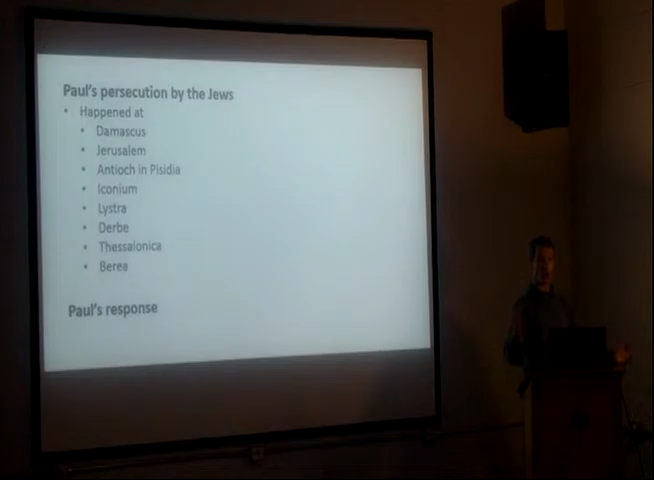 Paul's persecution by the Jews
• Happened at
• Damascus
• Jerusalem
• Antioch in Pisidia
• Iconium
• Lystra
• Derbe
• Thessalonica
• Berea
Paul's response